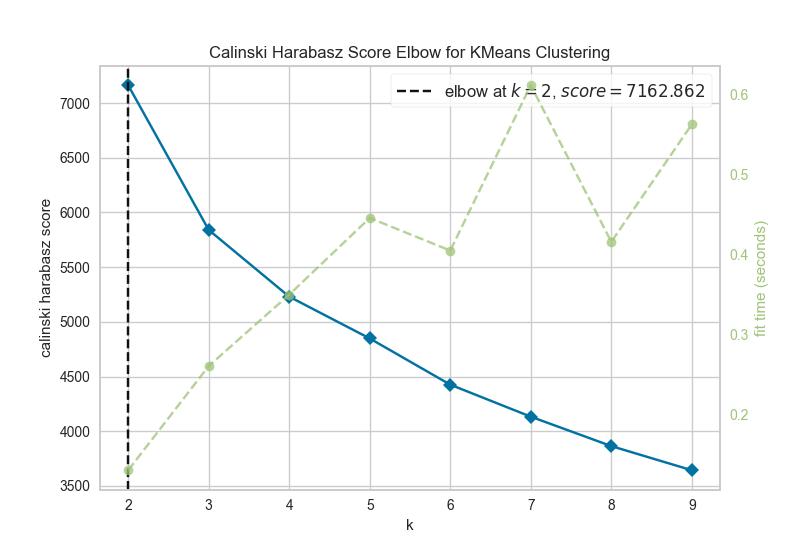 Calinski Harabasz Score Elbow for KMeans Clustering
elbow at k = 2, score = 7162.862
calinski harabasz score
7000
6500
6000
5500
5000
4500
4000
3500
0.6
0.5
0.4
0.3
0.2
fit time (seconds)
2 3 4 5 6 7 8 9
k